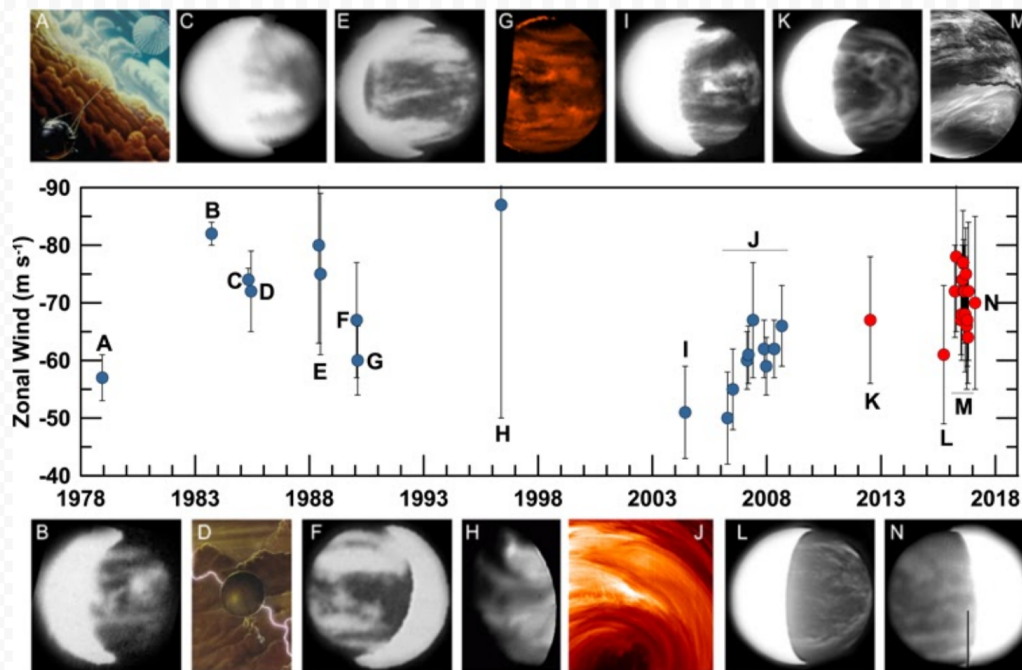 A C E G I K M
-90
-80
-70
-60
-50
-40
Zonal Wind (m s⁻¹)
A
B
C
D
E
F
G
H
I
J
K
L
M
N
1978 1983 1988 1993 1998 2003 2008 2013 2018
B D F H J L N